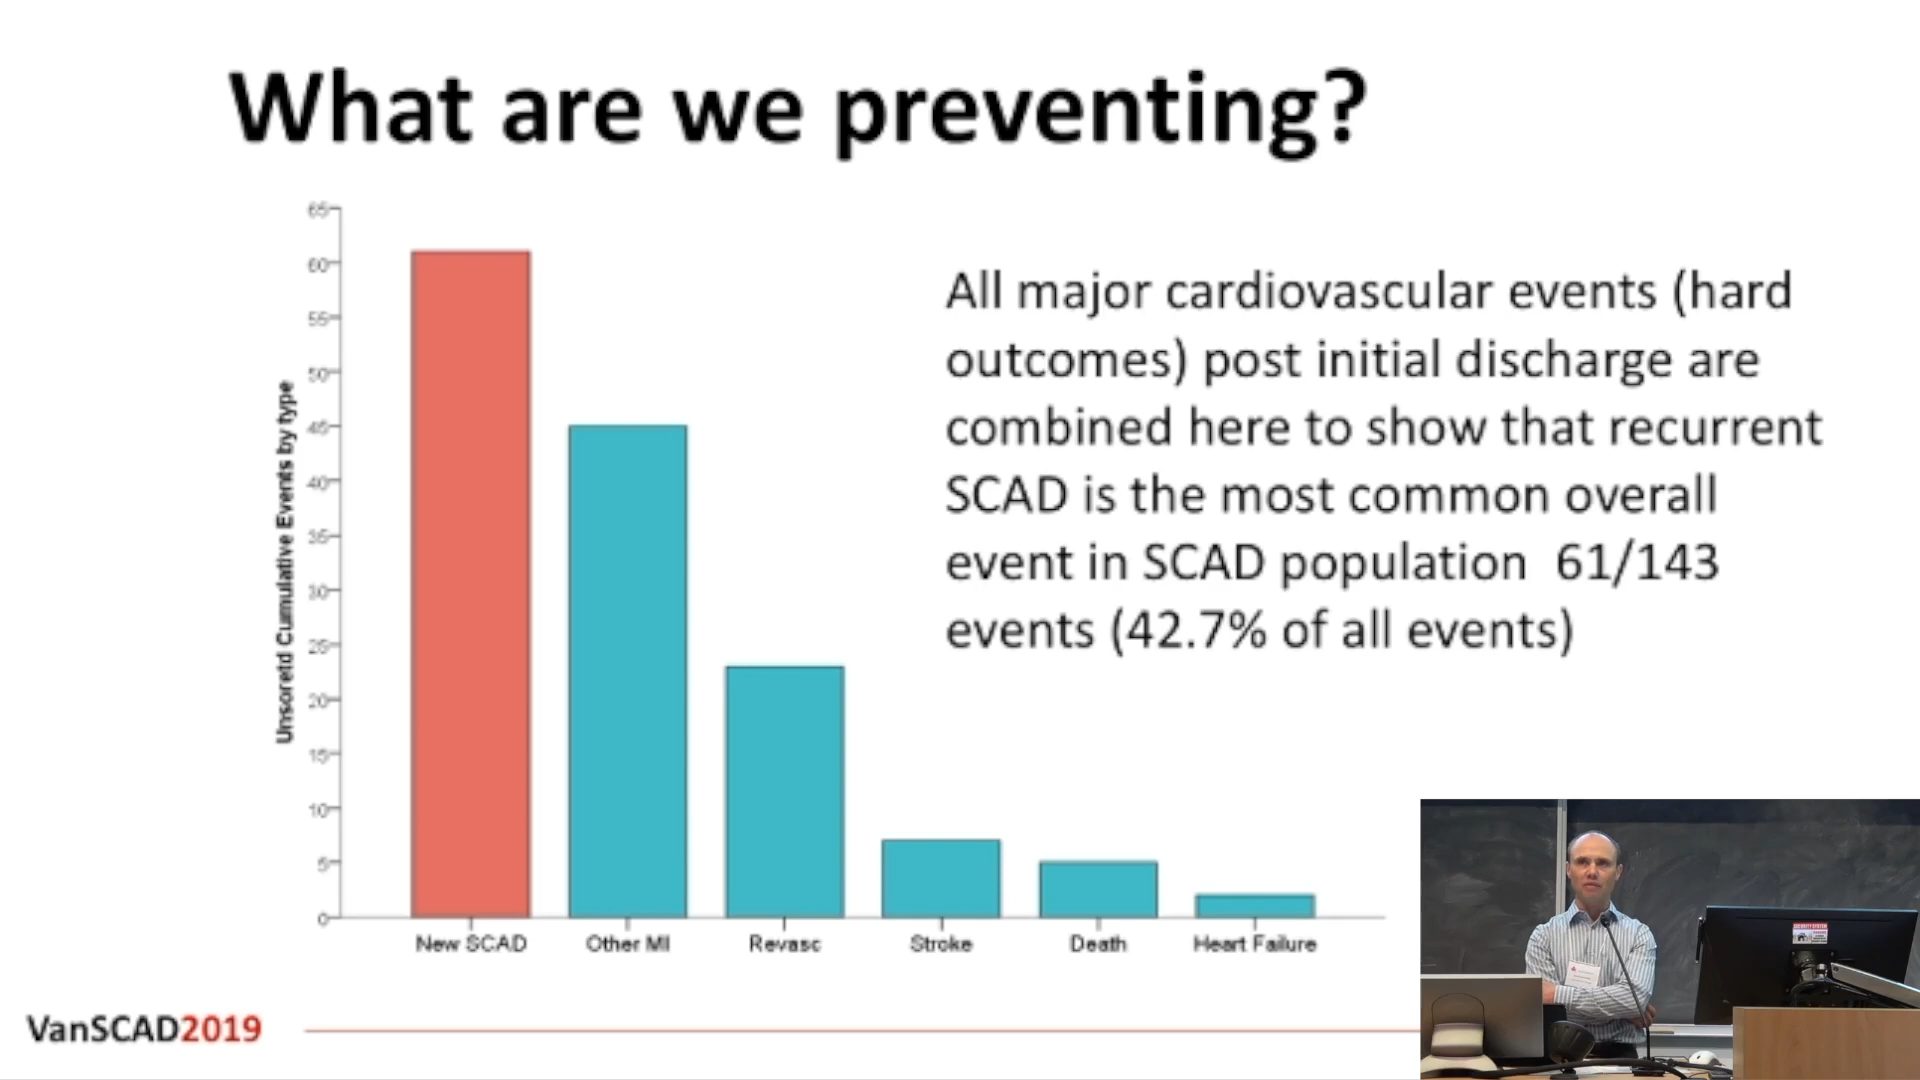 What are we preventing?
65
60
55
50
45
40
35
30
25
20
15
10
5
0
Unsoretd Cumulative Events by type
New SCAD
Other MI
Revasc
Stroke
Death
Heart Failure
All major cardiovascular events (hard
outcomes) post initial discharge are
combined here to show that recurrent
SCAD is the most common overall
event in SCAD population 61/143
events (42.7% of all events)
VanSCAD2019
SECURITY SYSTEM